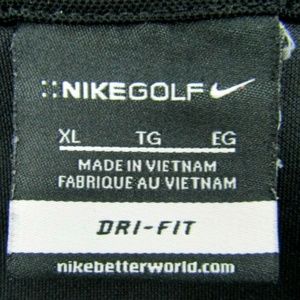 NIKEGOLF
XL TG EG
MADE IN VIETNAM
FABRIQUE AU VIETNAM
DRI-FIT
nikebetterworld.com